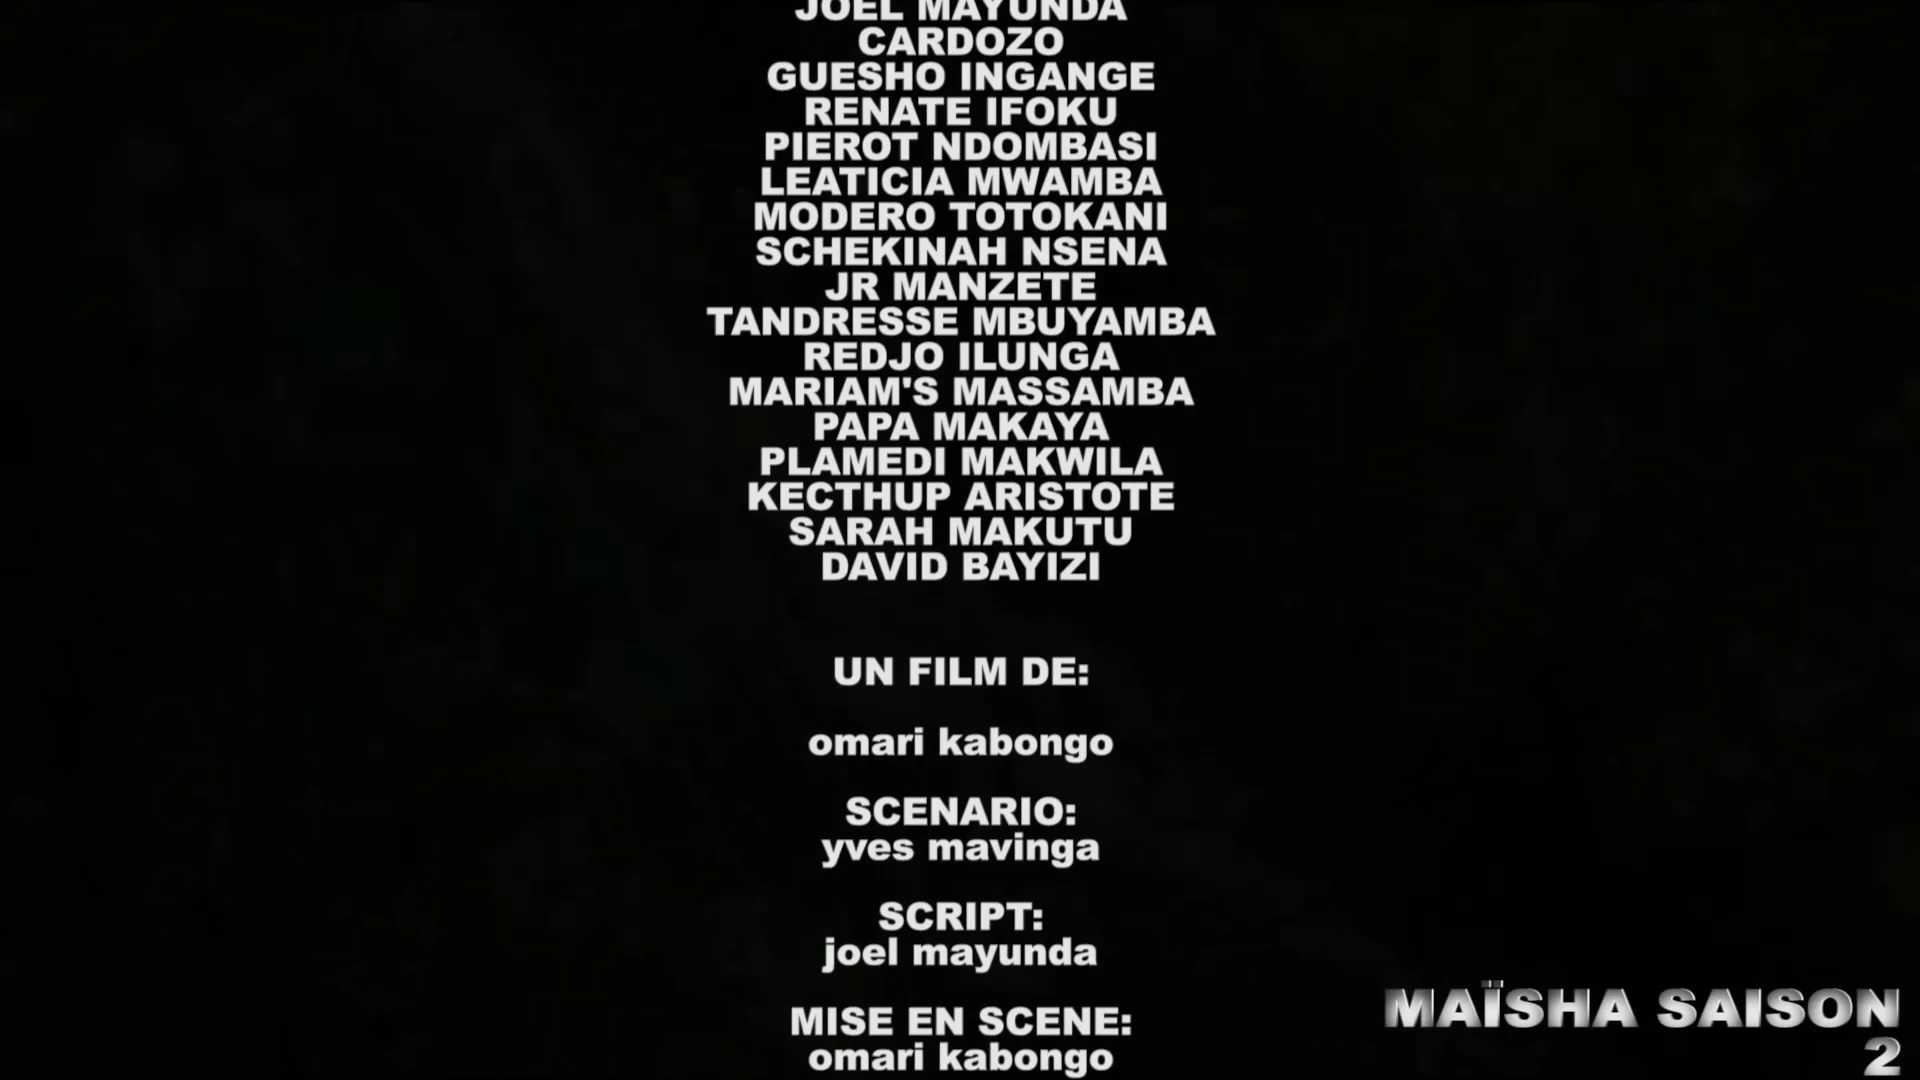 JOEL MAYUNDA
CARDOZO
GUESHO INGANGE
RENATE IFOKU
PIEROT NDOMBASI
LEATICIA MWAMBA
MODERO TOTOKANI
SCHEKINAH NSENA
JR MANZETE
TANDRESSE MBUYAMBA
REDJO ILUNGA
MARIAM'S MASSAMBA
PAPA MAKAYA
PLAMEDI MAKWILA
KECTHUP ARISTOTE
SARAH MAKUTU
DAVID BAYIZI
UN FILM DE:
omari kabongo
SCENARIO:
yves mavinga
SCRIPT:
joel mayunda
MISE EN SCENE:
omari kabongo
MAÏSHA SAISON
2